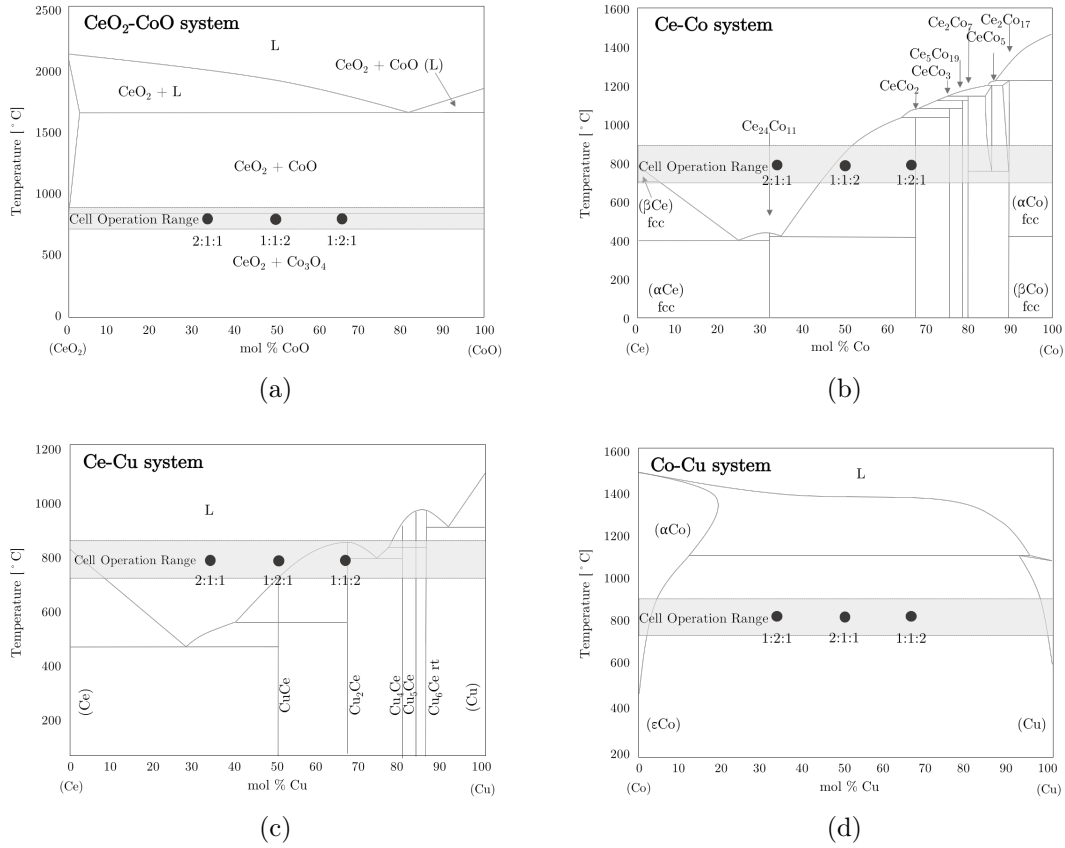 CeO₂-CoO system
2500
2000
1500
1000
500
0
Temperature [ °C]
L
CeO₂ + CoO (L)
CeO₂ + L
CeO₂ + CoO
Cell Operation Range
2:1:1
1:1:2
1:2:1
CeO₂ + Co₃O₄
0 10 20 30 40 50 60 70 80 90 100
(CeO₂)
mol % CoO
(CoO)
(a)
Ce-Co system
1600
1400
1200
1000
800
600
400
200
0
Temperature [ °C]
Ce₂Co₁₇
Ce₂Co₇
CeCo₅
Ce₅Co₁₉
CeCo₃
CeCo₂
Ce₂₄Co₁₁
Cell Operation Range
2:1:1
1:1:2
1:2:1
(βCe)
fcc
(αCo)
fcc
(αCe)
fcc
(βCo)
fcc
0 10 20 30 40 50 60 70 80 90 100
(Ce)
mol % Co
(Co)
(b)
Ce-Cu system
1200
1000
800
600
400
200
Temperature [ °C]
L
Cell Operation Range
2:1:1
1:2:1
1:1:2
(Ce)
CuCe
Cu₂Ce
Cu₄Ce
Cu₅Ce
Cu₆Ce rt
(Cu)
0 10 20 30 40 50 60 70 80 90 100
(Ce)
mol % Cu
(Cu)
(c)
Co-Cu system
1600
1400
1200
1000
800
600
400
200
Temperature [ °C]
L
(αCo)
Cell Operation Range
1:2:1
2:1:1
1:1:2
(εCo)
(Cu)
0 10 20 30 40 50 60 70 80 90 100
(Co)
mol % Cu
(Cu)
(d)